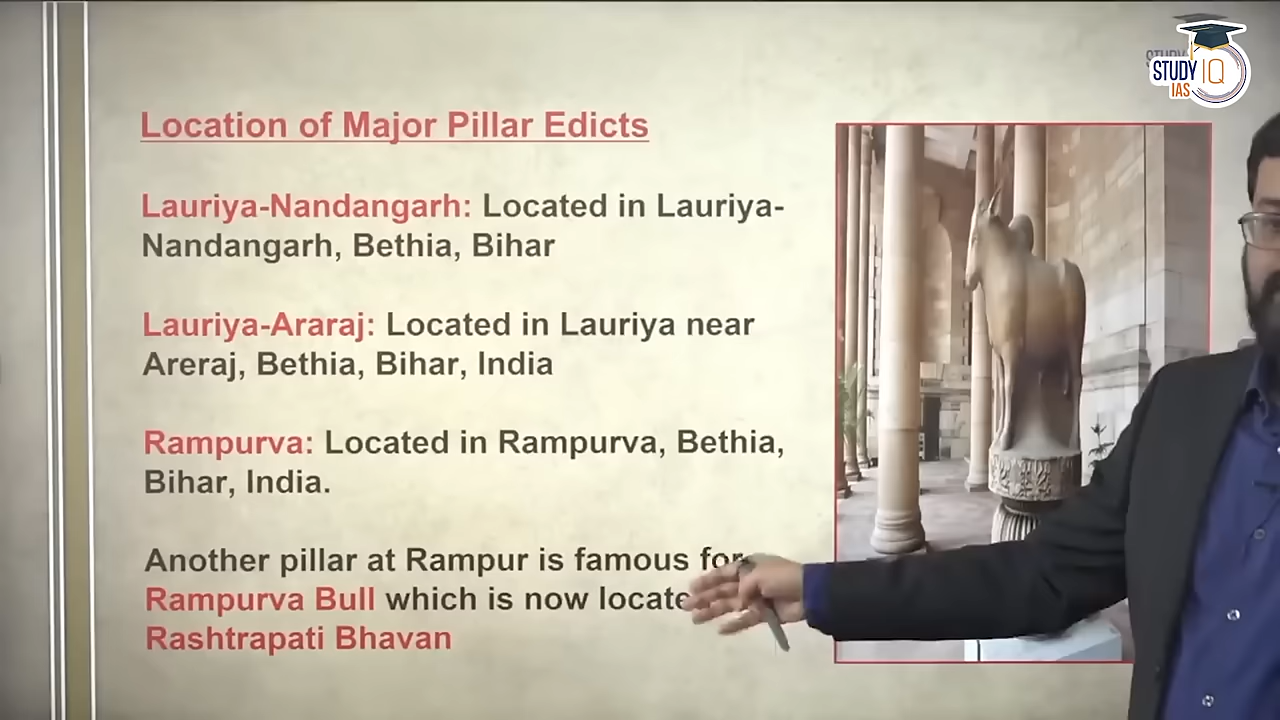 STUDY IQ
IAS
Location of Major Pillar Edicts
Lauriya-Nandangarh: Located in Lauriya-
Nandangarh, Bethia, Bihar
Lauriya-Araraj: Located in Lauriya near
Areraj, Bethia, Bihar, India
Rampurva: Located in Rampurva, Bethia,
Bihar, India.
Another pillar at Rampur is famous for
Rampurva Bull which is now
Rashtrapati Bhavan